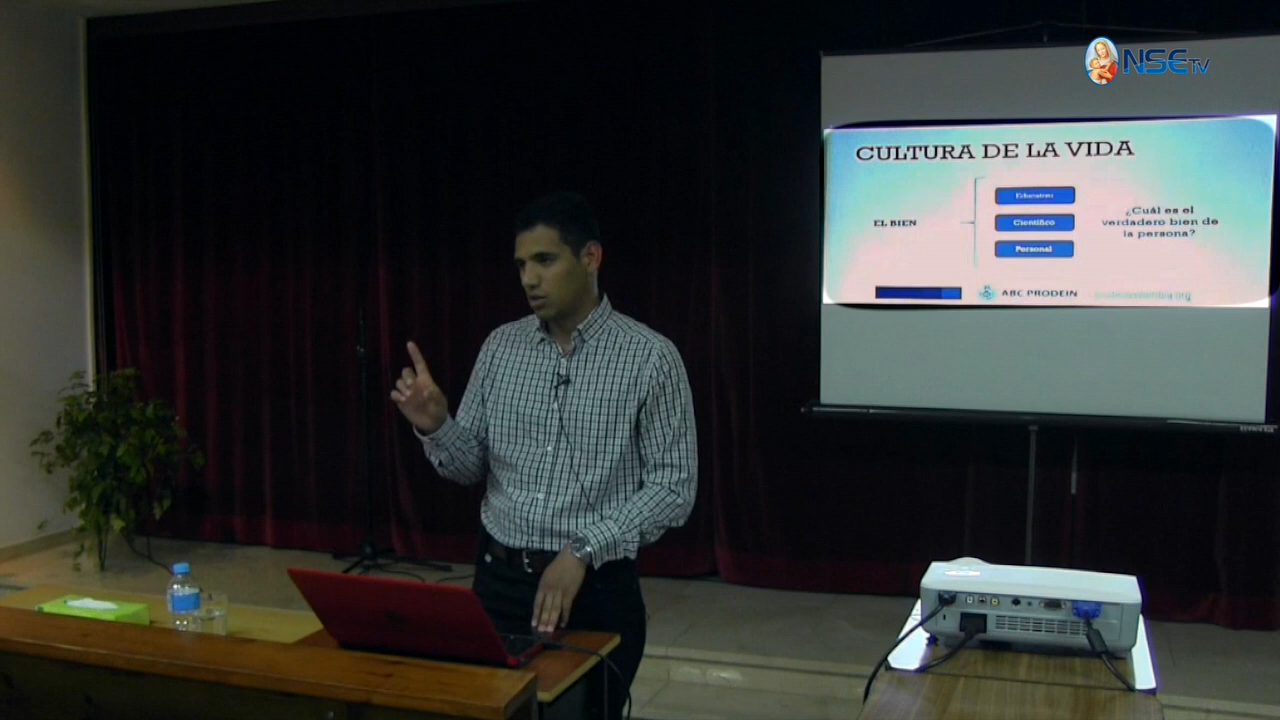 NSETV
CULTURA DE LA VIDA
EL BIEN
Educativo
Científico
Personal
¿Cuál es el
verdadero bien de
la persona?
ABC PRODEIN